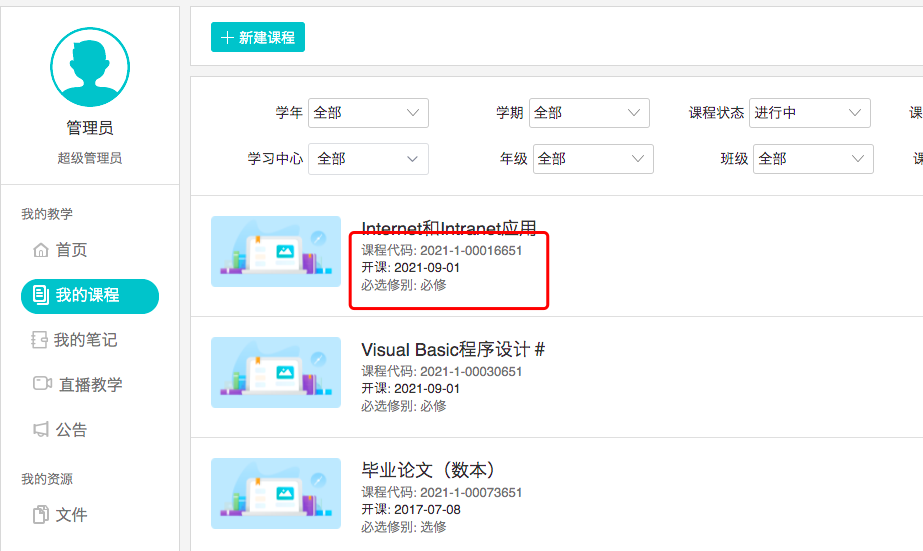 新建课程
管理员
超级管理员
我的教学
首页
我的课程
我的笔记
直播教学
公告
我的资源
文件
学年 全部 学期 全部 课程状态 进行中 课
学习中心 全部 年级 全部 班级 全部 课
Internet和Intranet应用
课程代码: 2021-1-00016651
开课: 2021-09-01
必选修别: 必修
Visual Basic程序设计 #
课程代码: 2021-1-00030651
开课: 2021-09-01
必选修别: 必修
毕业论文（数本）
课程代码: 2021-1-00073651
开课: 2017-07-08
必选修别: 选修